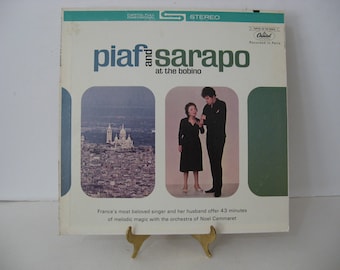 STEREO
Capitol
piaf and sarapo
at the bobino
France's most beloved singer and her husband offer 43 minutes
of melodic magic with the orchestra of Noel Commaret